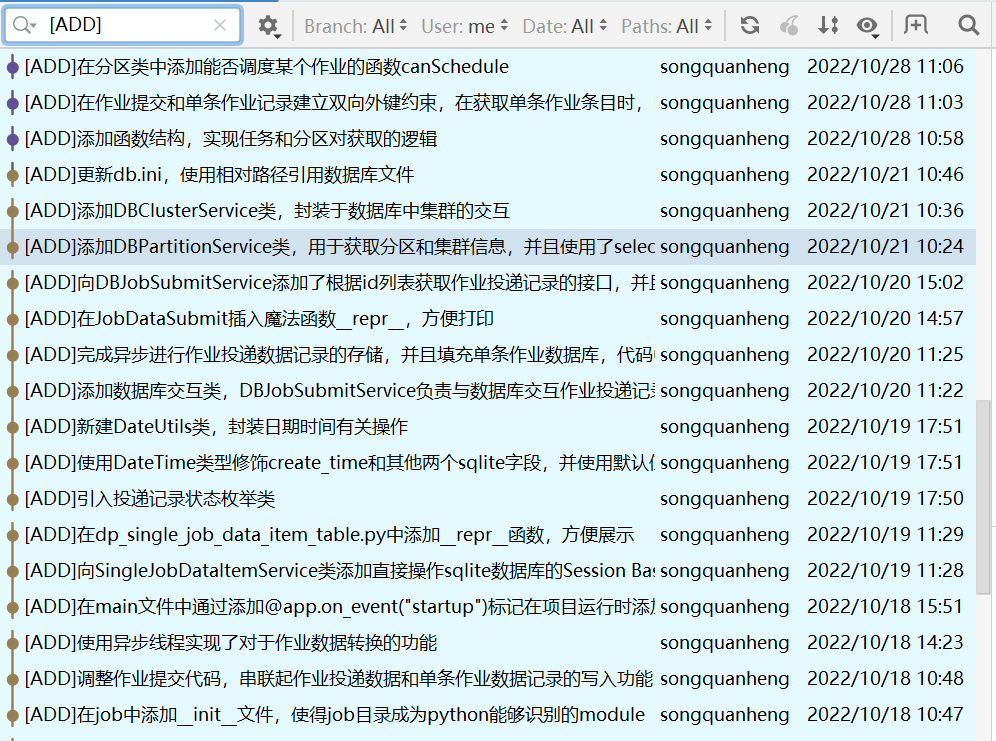 [ADD]
Branch: All User: me Date: All Paths: All
[ADD]在分区类中添加能否调度某个作业的函数canSchedule songquanheng 2022/10/28 11:06
[ADD]在作业提交和单条作业记录建立双向外键约束，在获取单条作业条目时， songquanheng 2022/10/28 11:03
[ADD]添加函数结构，实现任务和分区对获取的逻辑 songquanheng 2022/10/28 10:58
[ADD]更新db.ini，使用相对路径引用数据库文件 songquanheng 2022/10/21 10:46
[ADD]添加DBClusterService类，封装于数据库中集群的交互 songquanheng 2022/10/21 10:36
[ADD]添加DBPartitionService类，用于获取分区和集群信息，并且使用了selec songquanheng 2022/10/21 10:24
[ADD]向DBJobSubmitService添加了根据id列表获取作业投递记录的接口，并且 songquanheng 2022/10/20 15:02
[ADD]在JobDataSubmit插入魔法函数__repr__，方便打印 songquanheng 2022/10/20 14:57
[ADD]完成异步进行作业投递数据记录的存储，并且填充单条作业数据库，代码 songquanheng 2022/10/20 11:25
[ADD]添加数据库交互类，DBJobSubmitService负责与数据库交互作业投递记录 songquanheng 2022/10/20 11:22
[ADD]新建DateUtils类，封装日期时间有关操作 songquanheng 2022/10/19 17:51
[ADD]使用DateTime类型修饰create_time和其他两个sqlite字段，并使用默认 songquanheng 2022/10/19 17:51
[ADD]引入投递记录状态枚举类 songquanheng 2022/10/19 17:50
[ADD]在dp_single_job_data_item_table.py中添加__repr__函数，方便展示 songquanheng 2022/10/19 11:29
[ADD]向SingleJobDataItemService类添加直接操作sqlite数据库的Session Bas songquanheng 2022/10/19 11:28
[ADD]在main文件中通过添加@app.on_event("startup")标记在项目运行时添加 songquanheng 2022/10/18 15:51
[ADD]使用异步线程实现了对于作业数据转换的功能 songquanheng 2022/10/18 14:23
[ADD]调整作业提交代码，串联起作业投递数据和单条作业数据记录的写入功能 songquanheng 2022/10/18 10:48
[ADD]在job中添加__init__文件，使得job目录成为python能够识别的module songquanheng 2022/10/18 10:47